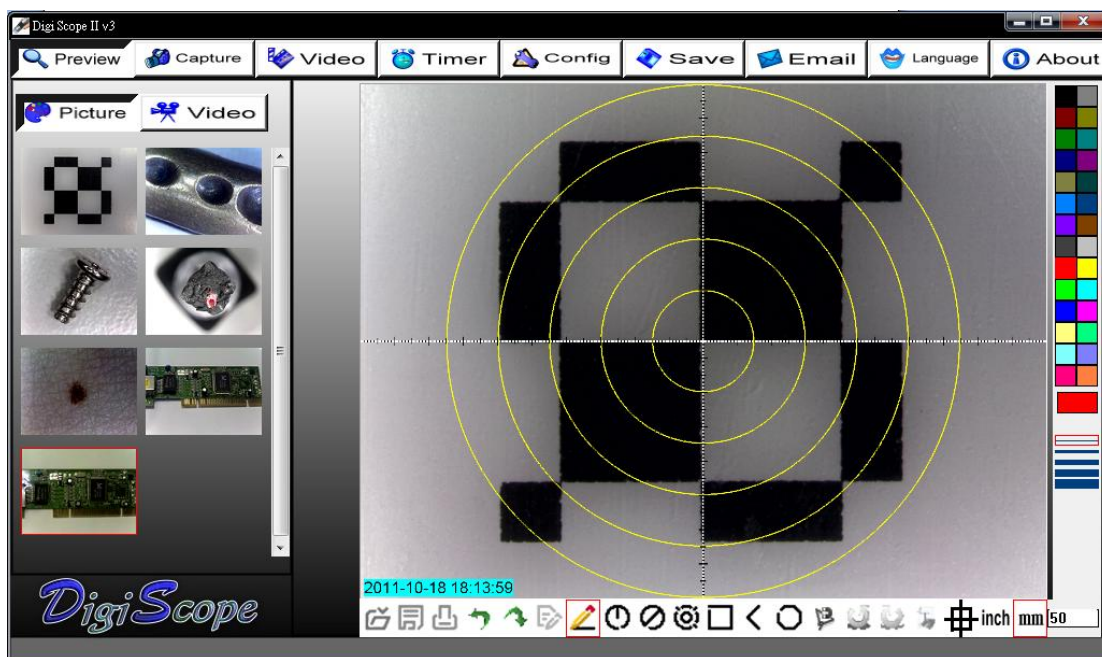 Digi Scope II v3
Preview
Capture
Video
Timer
Config
Save
Email
Language
About
Picture
Video
DigiScope
2011-10-18 18:13:59
inch
mm
50